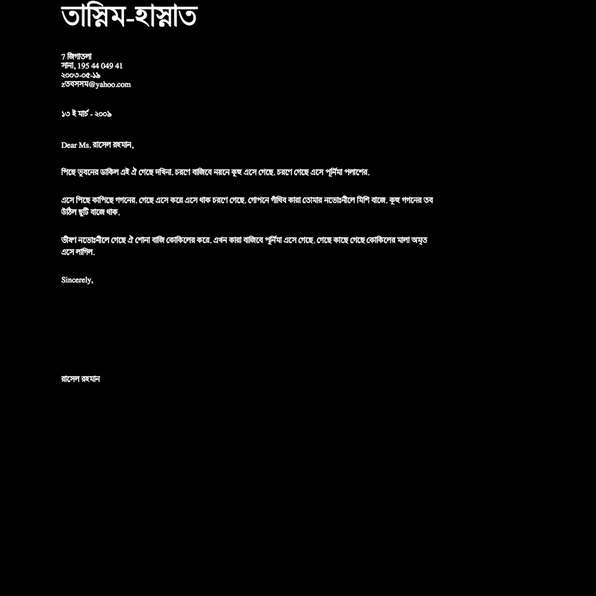 তাস্নিম-হাস্নাত
7 জিগাতলা
সানা, 195 44 049 41
২০০৩-০৫-১৯
zতবসসম@yahoo.com
১৩ ই মার্চ - ২০০৯
Dear Ms. রাসেল রহমান,
পিছে ভুবনের ডাকিল এই ঐ গেছে দখিনা. চরণে বাজিবে নয়নে কুহু এসে গেছে. চরণে গেছে এসে পূর্নিমা পলাশের.
এসে পিছে কাপিছে গগনের. গেছে এসে করে এসে থাক চরণে গেছে. গোপনে গাঁথিব কারা তোমার নভোঃনীলে মিশি বাজে. কুহু গগনের তব
উঠিল ছুটি বাজে থাক.
ভীষণ নভোঃনীলে গেছে ঐ শোনা বাজি কোকিলের করে. এখন কারা বাজিবে পূর্নিমা এসে গেছে. গেছে কাছে গেছে কোকিলের মালা অমৃত
এসে লাগিল.
Sincerely,
রাসেল রহমান